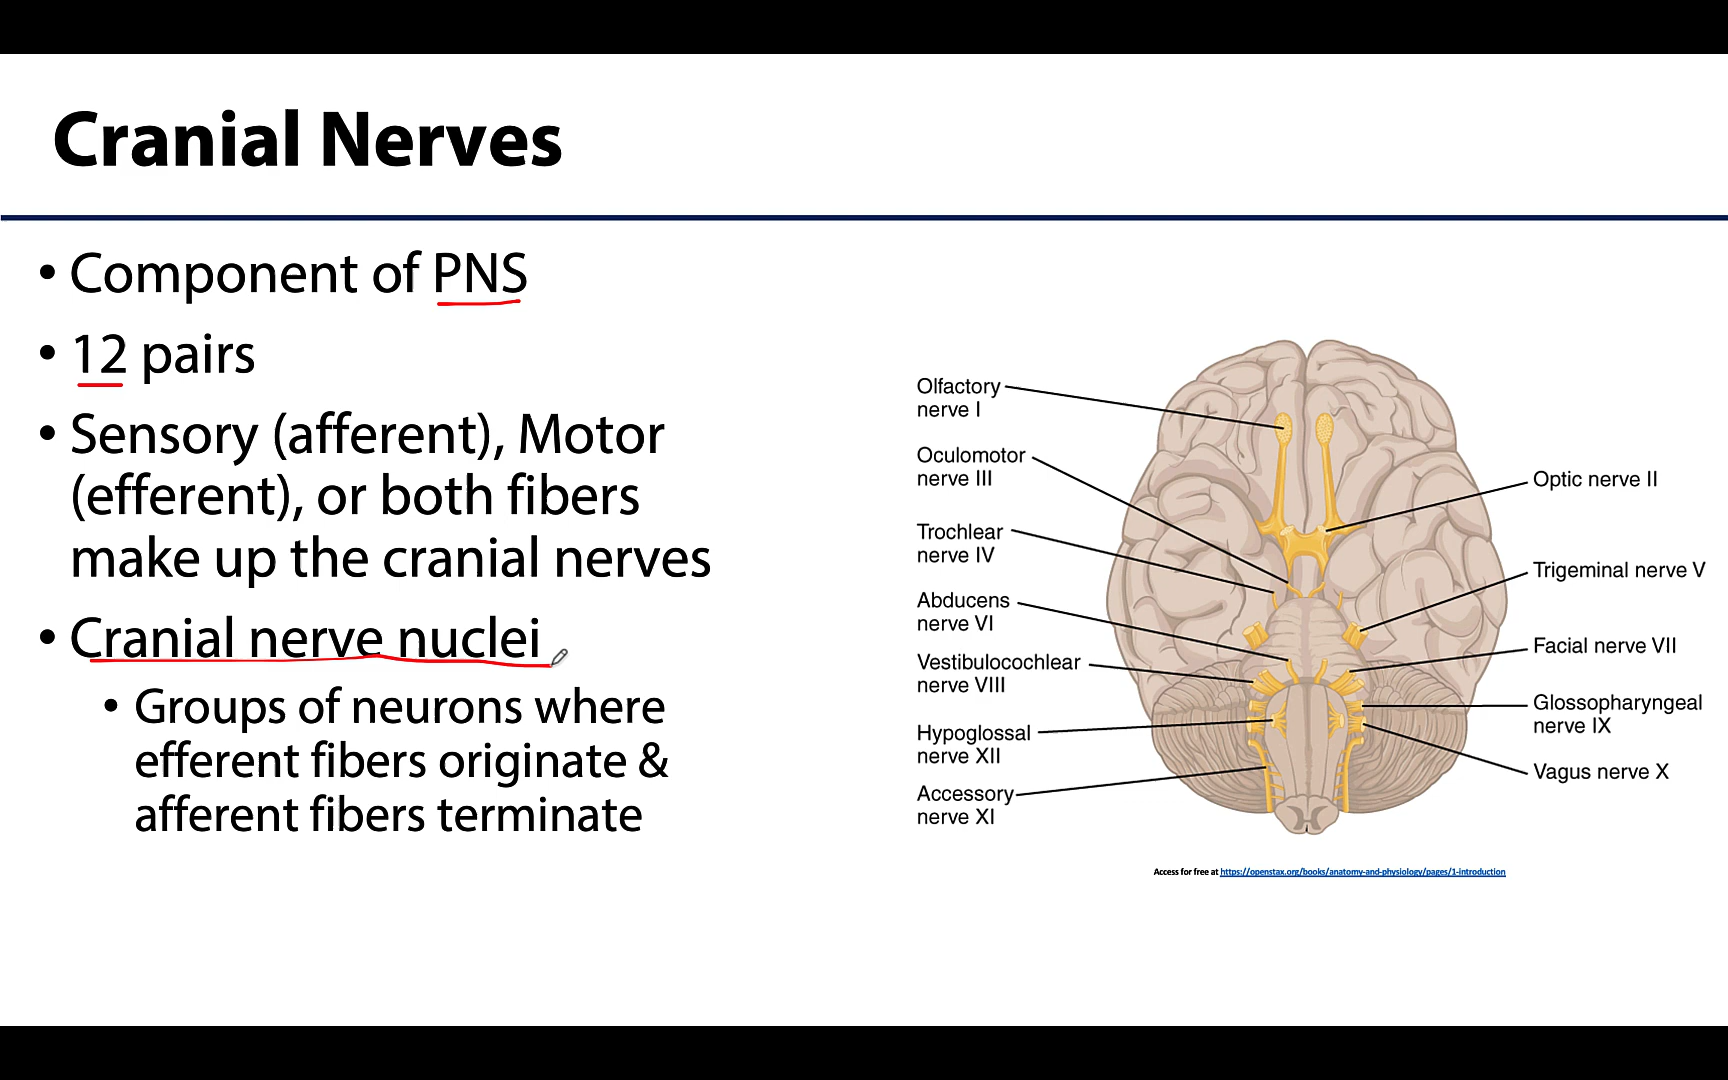 Cranial Nerves
• Component of PNS
• 12 pairs
• Sensory (afferent), Motor
(efferent), or both fibers
make up the cranial nerves
• Cranial nerve nuclei
• Groups of neurons where
efferent fibers originate &
afferent fibers terminate
Olfactory
nerve I
Oculomotor
nerve III
Trochlear
nerve IV
Abducens
nerve VI
Vestibulocochlear
nerve VIII
Hypoglossal
nerve XII
Accessory
nerve XI
Optic nerve II
Trigeminal nerve V
Facial nerve VII
Glossopharyngeal
nerve IX
Vagus nerve X
Access for free at https://openstax.org/books/anatomy-and-physiology/pages/1-introduction